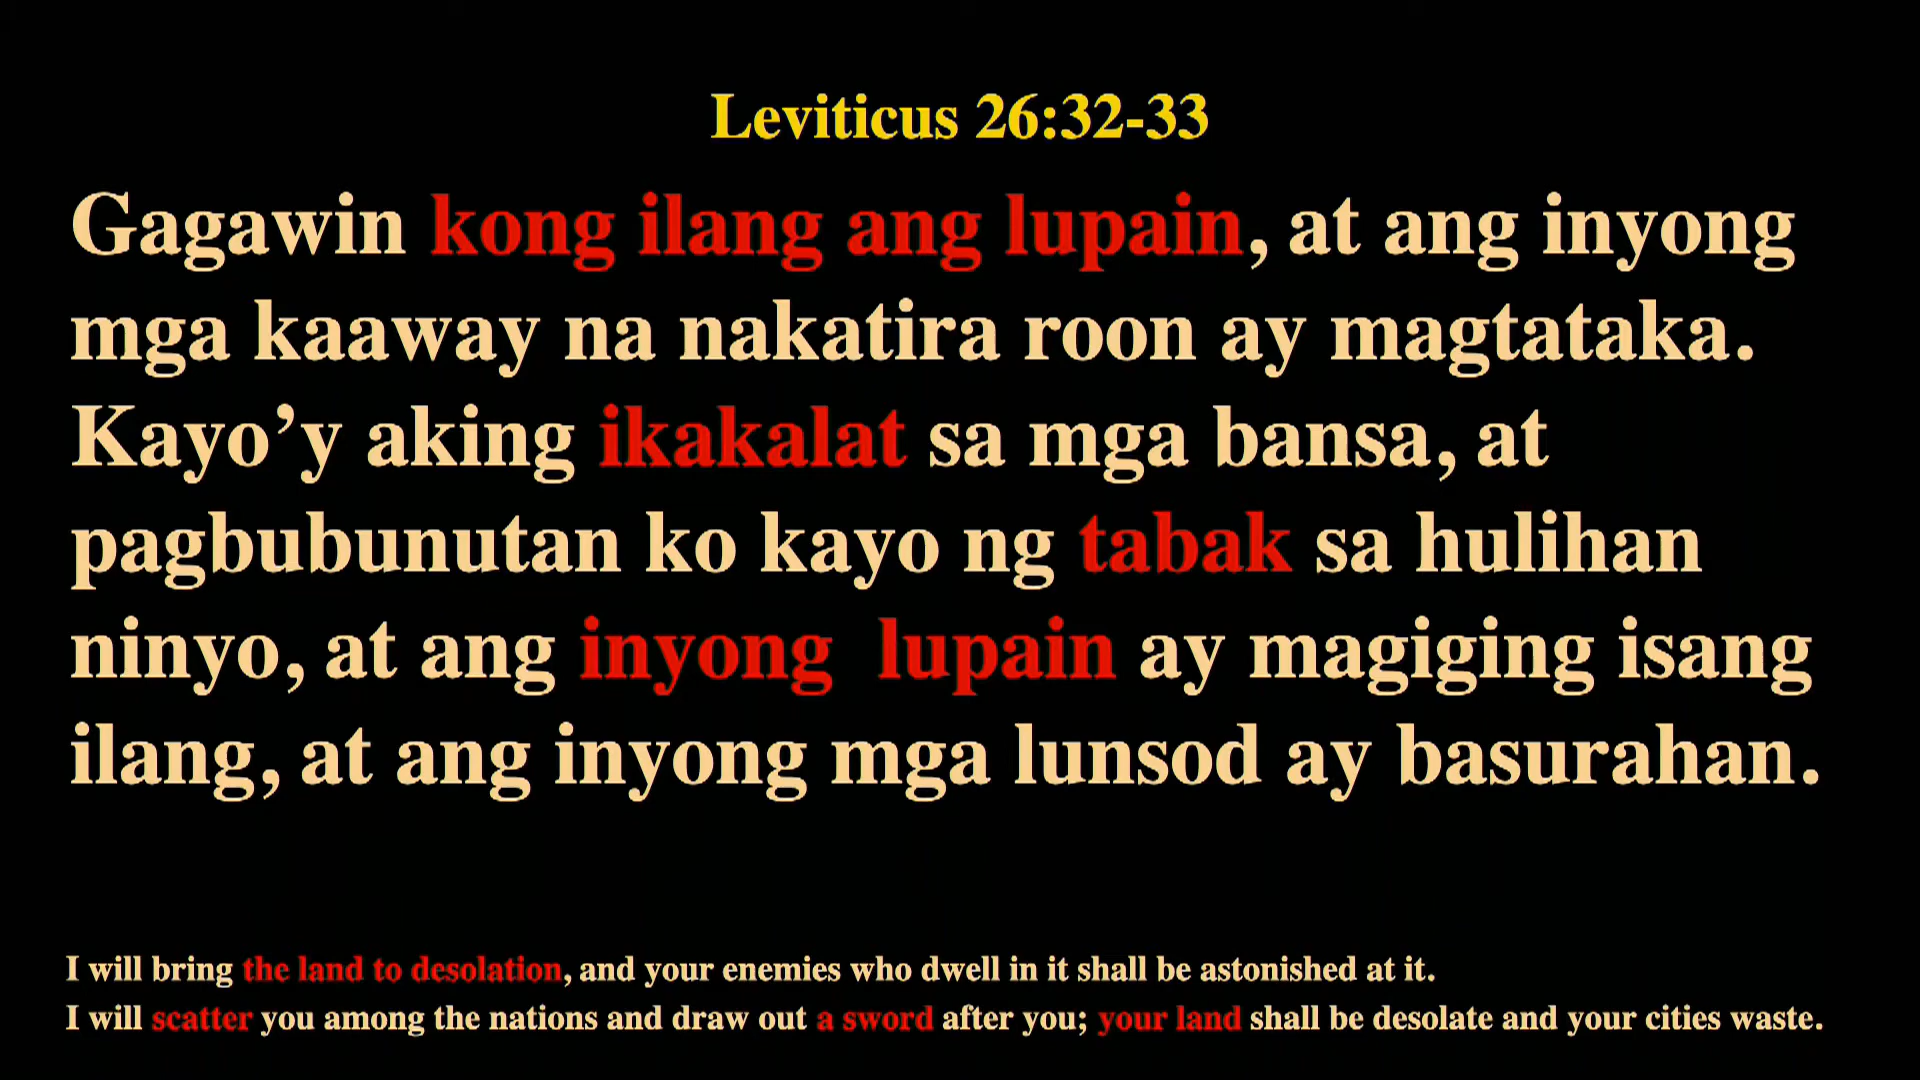 Leviticus 26:32-33
Gagawin kong ilang ang lupain, at ang inyong
mga kaaway na nakatira roon ay magtataka.
Kayo’y aking ikakalat sa mga bansa, at
pagbubunutan ko kayo ng tabak sa hulihan
ninyo, at ang inyong lupain ay magiging isang
ilang, at ang inyong mga lunsod ay basurahan.
I will bring the land to desolation, and your enemies who dwell in it shall be astonished at it.
I will scatter you among the nations and draw out a sword after you; your land shall be desolate and your cities waste.